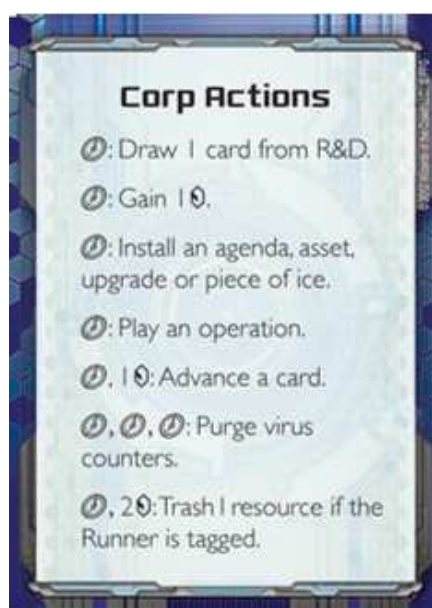 Corp Actions
: Draw 1 card from R&D.
: Gain 1.
: Install an agenda, asset,
upgrade or piece of ice.
: Play an operation.
, 1: Advance a card.
, , : Purge virus
counters.
, 2: Trash 1 resource if the
Runner is tagged.